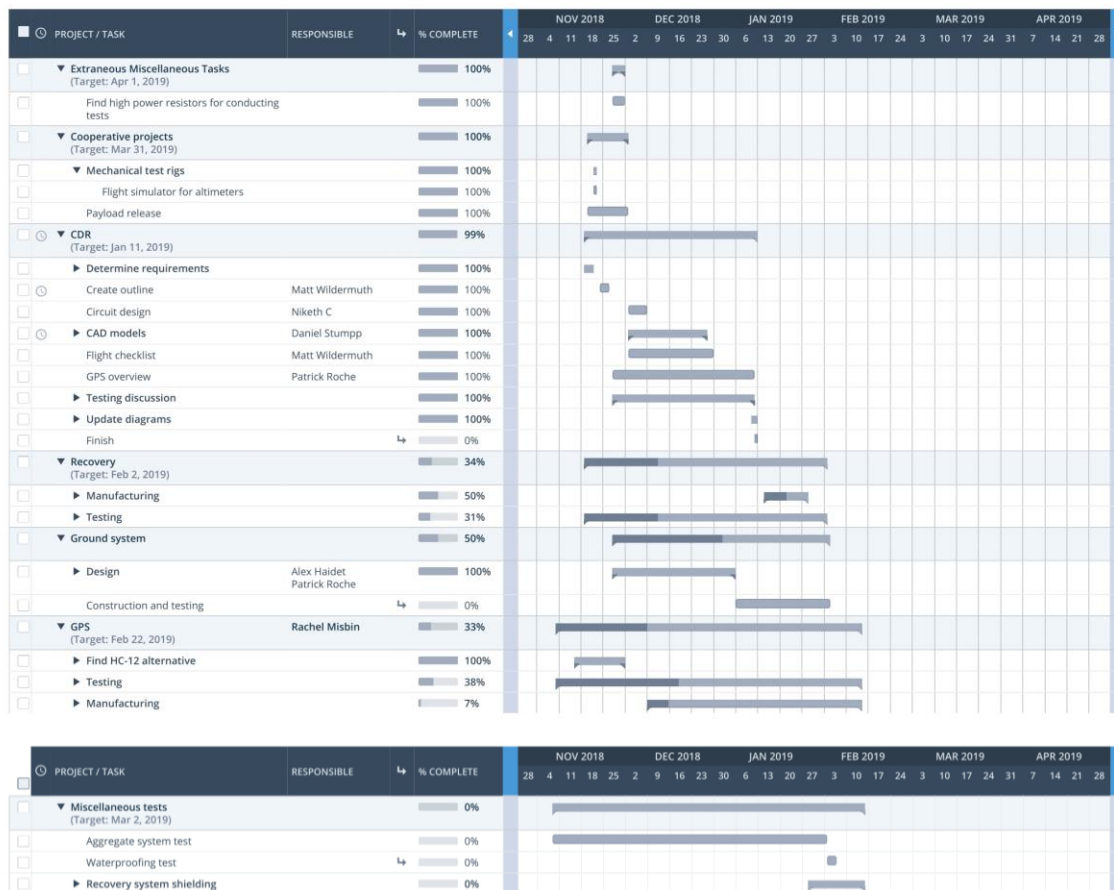 NOV 2018 DEC 2018 JAN 2019 FEB 2019 MAR 2019 APR 2019
PROJECT / TASK RESPONSIBLE % COMPLETE 28 4 11 18 25 2 9 16 23 30 6 13 20 27 3 10 17 24 3 10 17 24 31 7 14 21 28
Extraneous Miscellaneous Tasks 100%
(Target: Apr 1, 2019)
Find high power resistors for conducting 100%
tests
Cooperative projects 100%
(Target: Mar 31, 2019)
Mechanical test rigs 100%
Flight simulator for altimeters 100%
Payload release 100%
CDR 99%
(Target: Jan 11, 2019)
Determine requirements 100%
Create outline Matt Wildermuth 100%
Circuit design Niketh C 100%
CAD models Daniel Stumpp 100%
Flight checklist Matt Wildermuth 100%
GPS overview Patrick Roche 100%
Testing discussion 100%
Update diagrams 100%
Finish 0%
Recovery 34%
(Target: Feb 2, 2019)
Manufacturing 50%
Testing 31%
Ground system 50%
Design Alex Haidet 100%
Patrick Roche
Construction and testing 0%
GPS Rachel Misbin 33%
(Target: Feb 22, 2019)
Find HC-12 alternative 100%
Testing 38%
Manufacturing 7%
NOV 2018 DEC 2018 JAN 2019 FEB 2019 MAR 2019 APR 2019
PROJECT / TASK RESPONSIBLE % COMPLETE 28 4 11 18 25 2 9 16 23 30 6 13 20 27 3 10 17 24 3 10 17 24 31 7 14 21 28
Miscellaneous tests 0%
(Target: Mar 2, 2019)
Aggregate system test 0%
Waterproofing test 0%
Recovery system shielding 0%